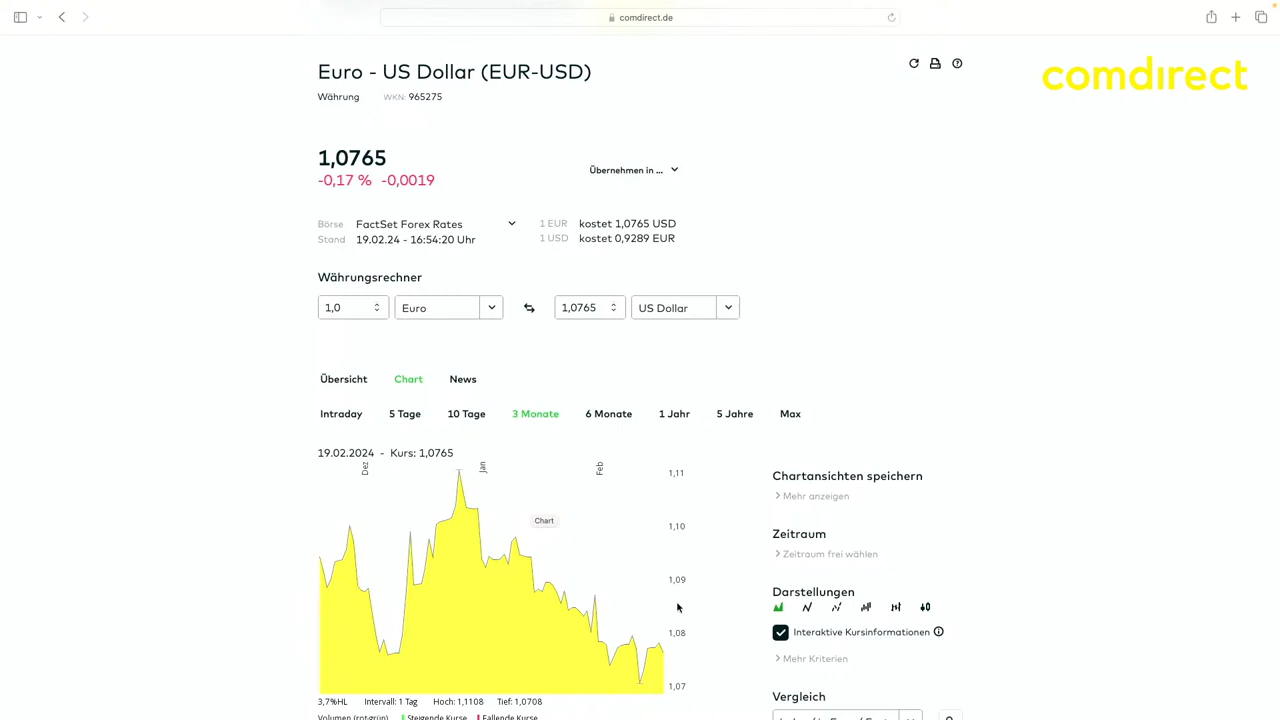 comdirect.de
Euro - US Dollar (EUR-USD)
comdirect
Währung WKN: 965275
1,0765
-0,17 % -0,0019
Übernehmen in ...
Börse FactSet Forex Rates
1 EUR kostet 1,0765 USD
Stand 19.02.24 - 16:54:20 Uhr
1 USD kostet 0,9289 EUR
Währungsrechner
1,0 Euro 1,0765 US Dollar
Übersicht Chart News
Intraday 5 Tage 10 Tage 3 Monate 6 Monate 1 Jahr 5 Jahre Max
19.02.2024 - Kurs: 1,0765
Dez Jan Feb
1,11
1,10
1,09
1,08
1,07
Chart
3,7%HL Intervall: 1 Tag Hoch: 1,1108 Tief: 1,0708
Volumen (rot-grün) Steigende Kurse Fallende Kurse
Chartansichten speichern
Mehr anzeigen
Zeitraum
Zeitraum frei wählen
Darstellungen
Interaktive Kursinformationen
Mehr Kriterien
Vergleich